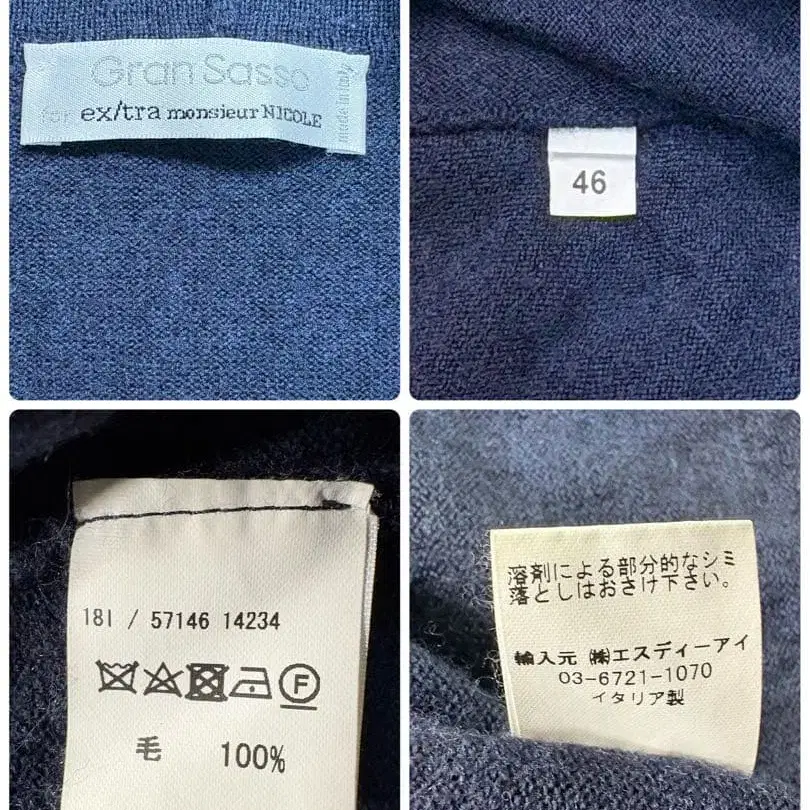 Gran Sasso
for ex/tra monsieur NICOLE
made in Italy
46
18I / 57146 14234
F
毛 100%
溶剤による部分的なシミ
落としはおさけ下さい。
輸入元 ㈱エスディーアイ
03-6721-1070
イタリア製